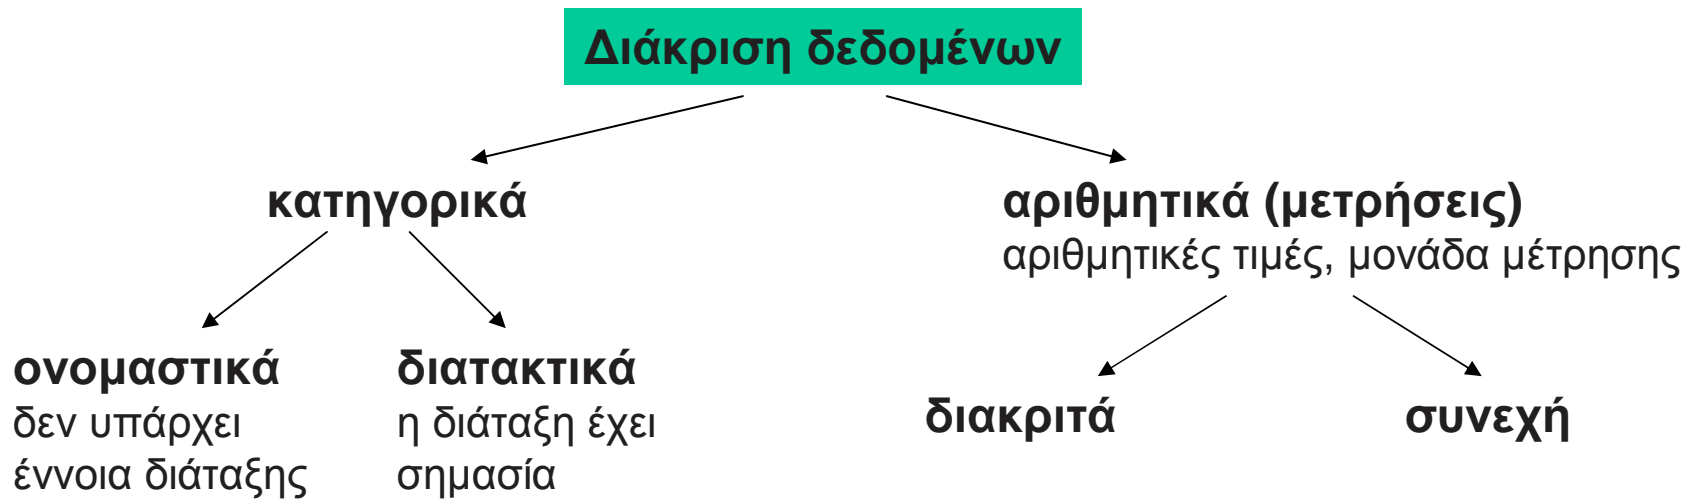 Διάκριση δεδομένων
κατηγορικά
αριθμητικά (μετρήσεις)
αριθμητικές τιμές, μονάδα μέτρησης
ονομαστικά
δεν υπάρχει
έννοια διάταξης
διατακτικά
η διάταξη έχει
σημασία
διακριτά
συνεχή